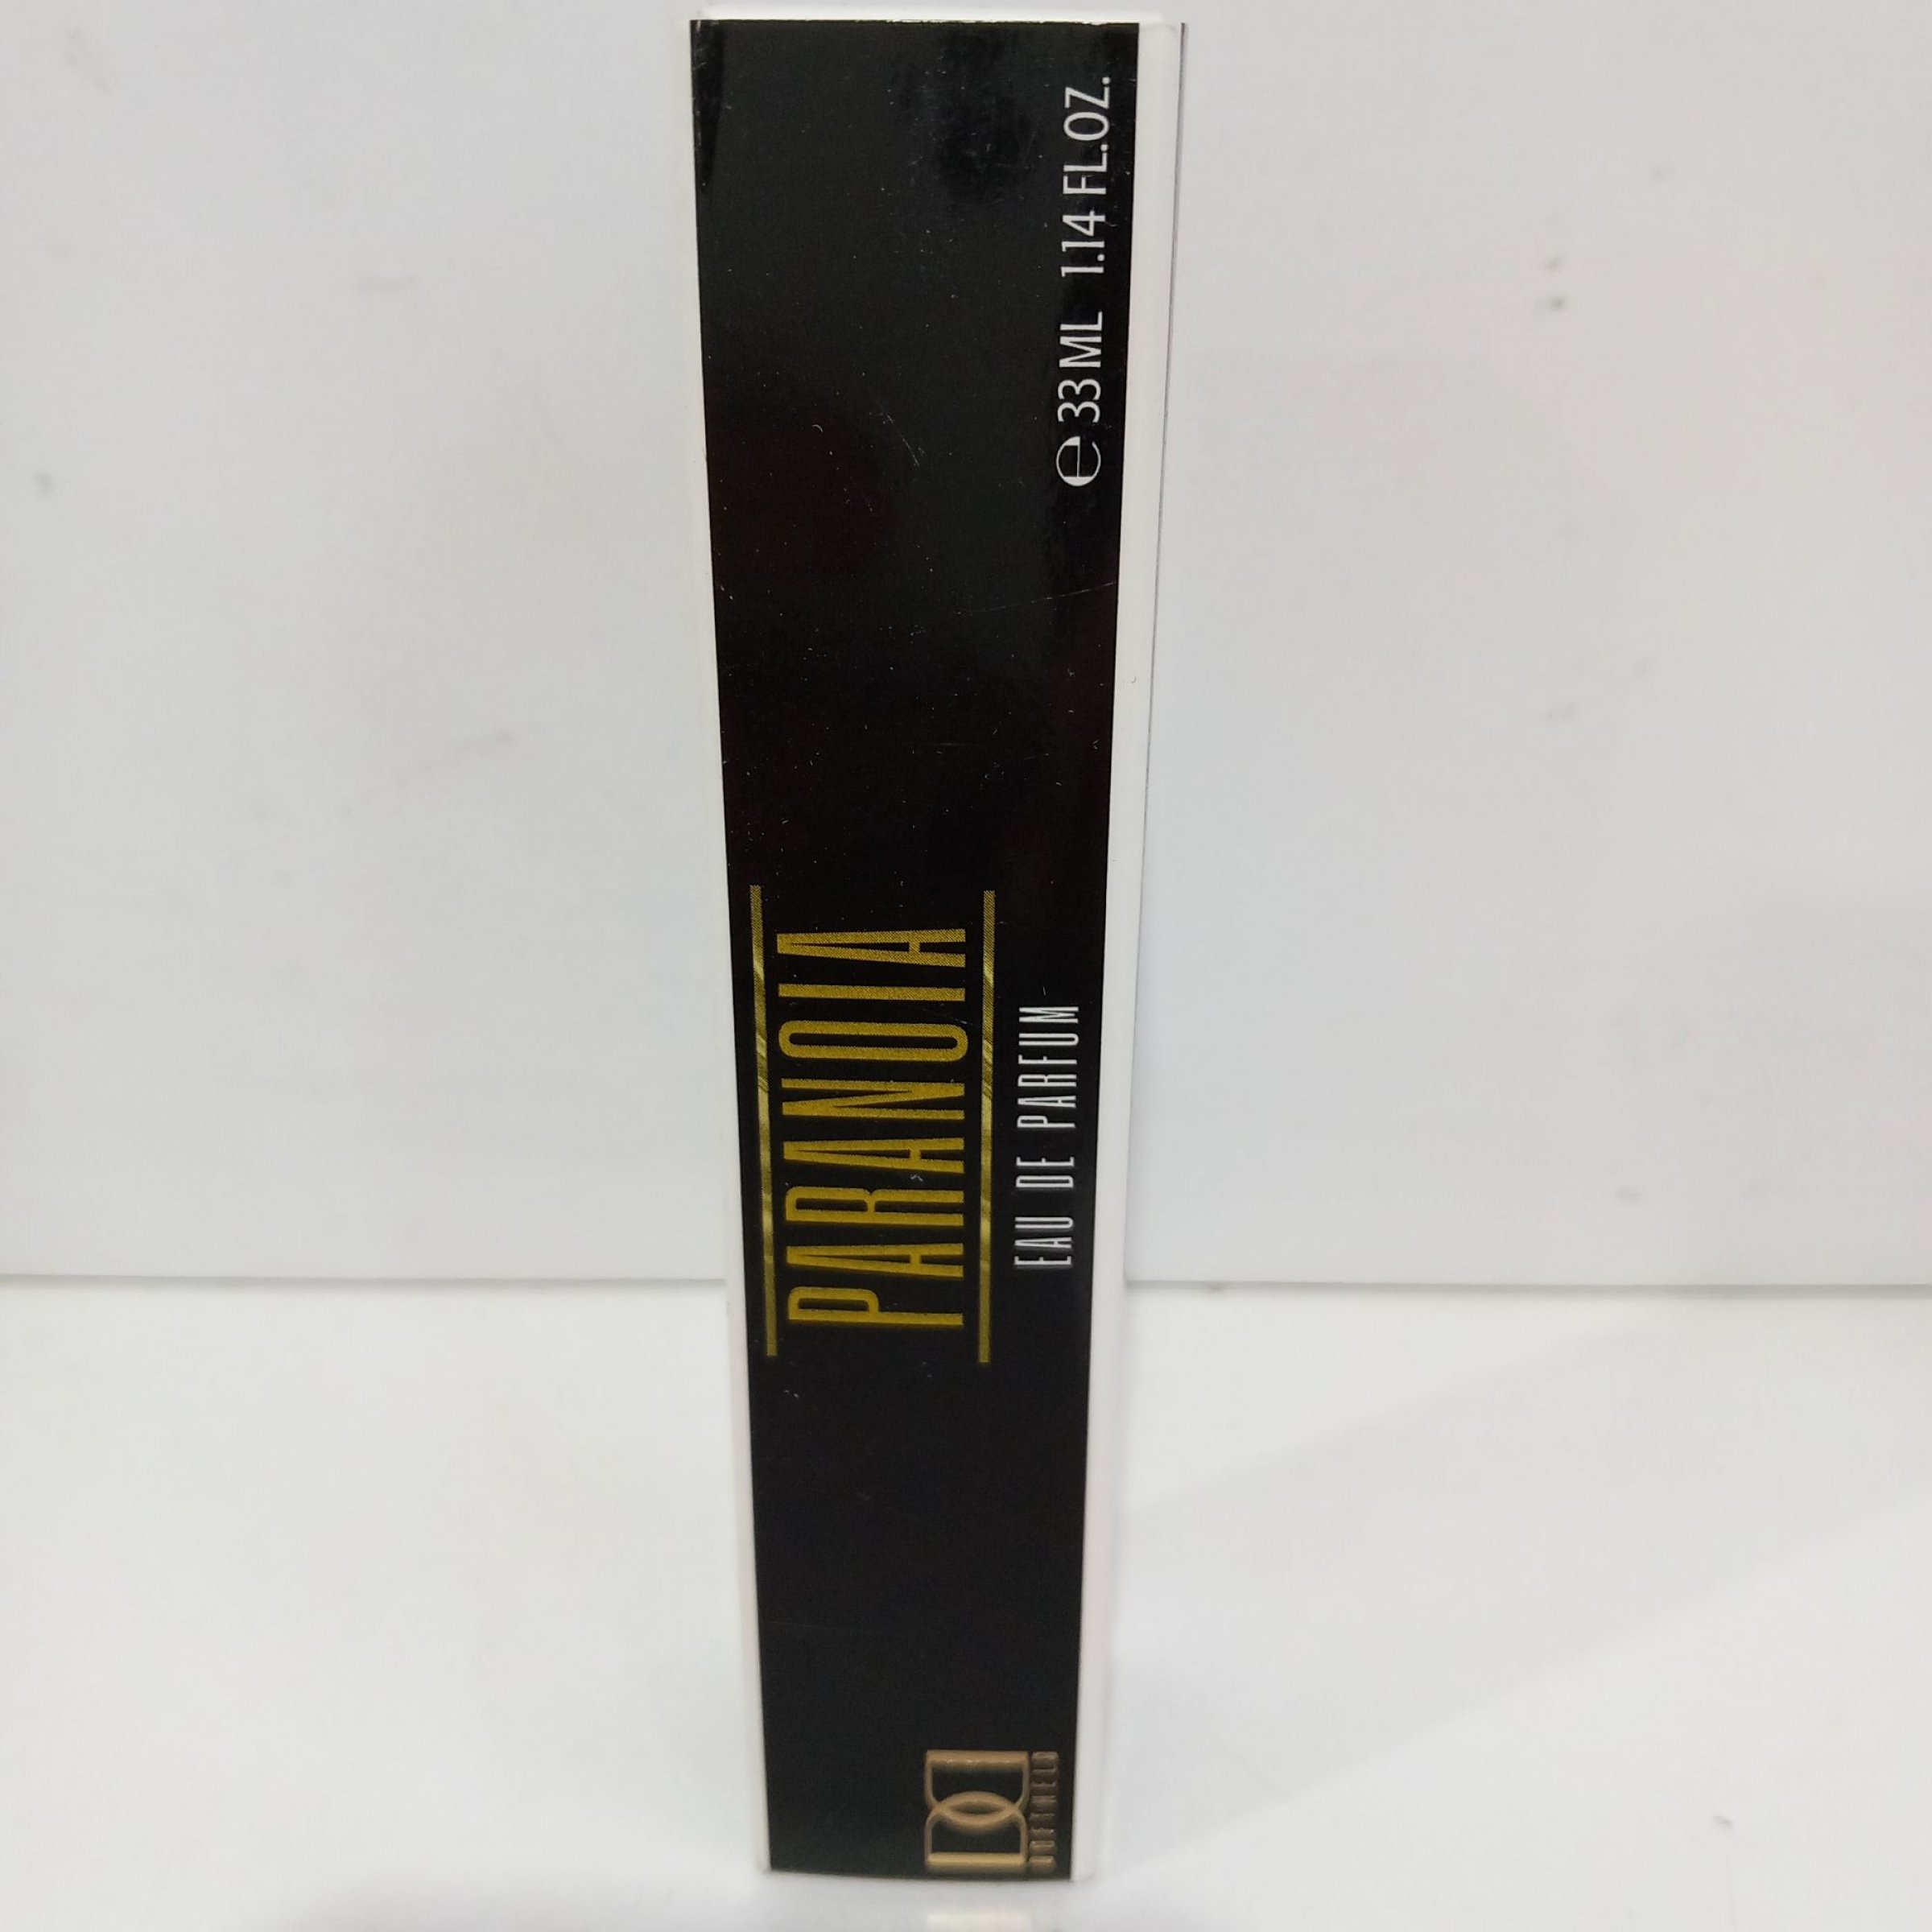 PARANOIA
EAU DE PARFUM
℮ 33 ML 1.14 FL.OZ.